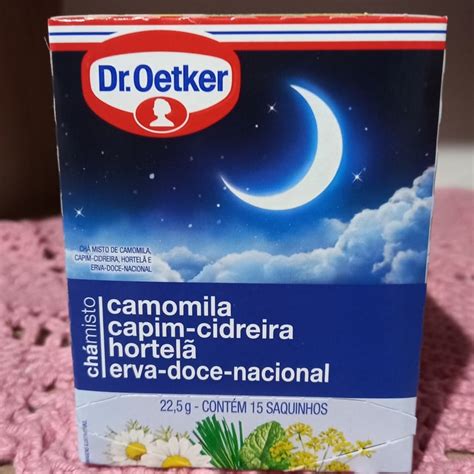 Dr.Oetker
CHÁ MISTO DE CAMOMILA,
CAPIM-CIDREIRA, HORTELÃ E
ERVA-DOCE-NACIONAL
chámisto
camomila
capim-cidreira
hortelã
erva-doce-nacional
22,5 g - CONTÉM 15 SAQUINHOS